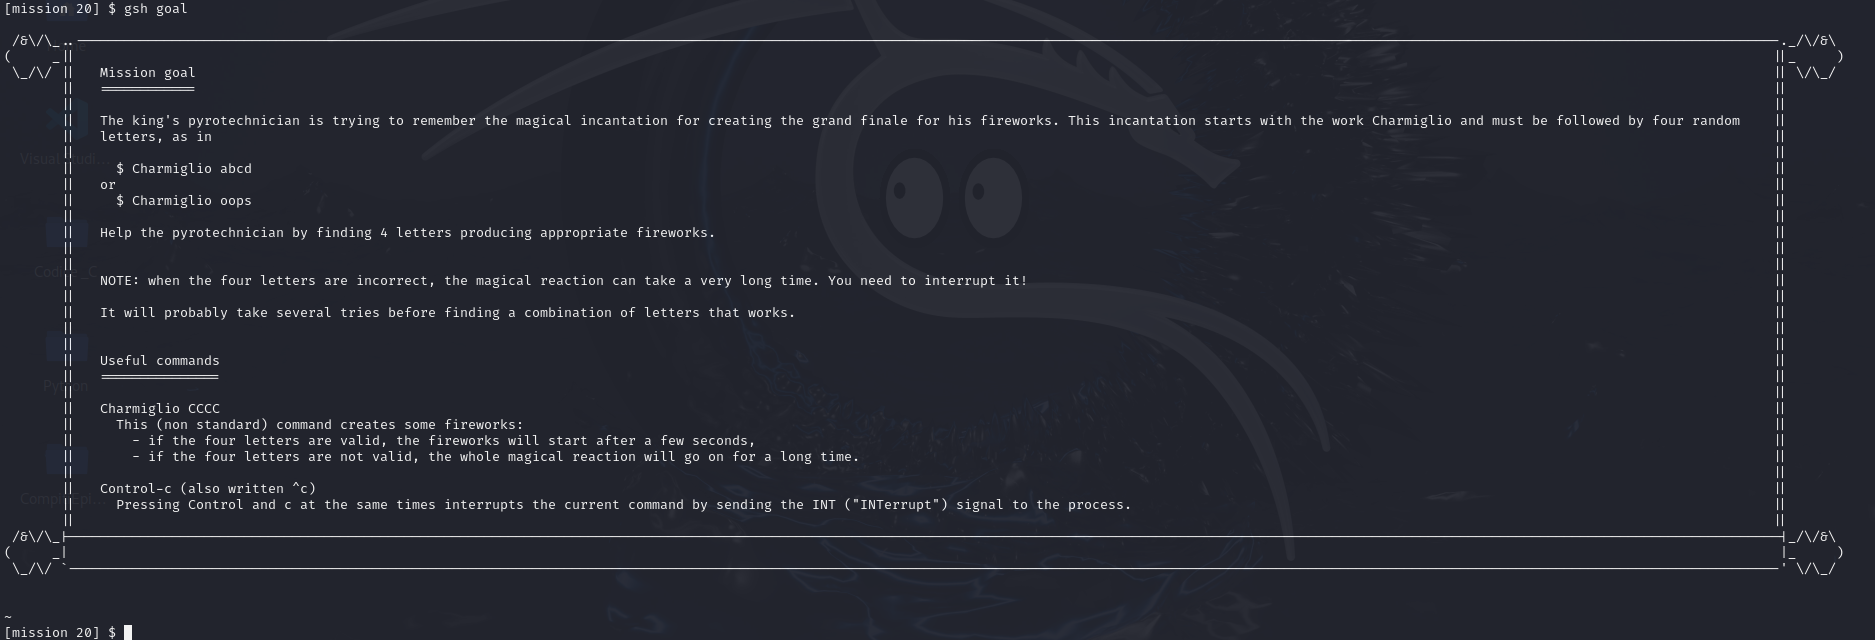 [mission 20] $ gsh goal
Mission goal
============
The king's pyrotechnician is trying to remember the magical incantation for creating the grand finale for his fireworks. This incantation starts with the work Charmiglio and must be followed by four random
letters, as in
$ Charmiglio abcd
or
$ Charmiglio oops
Help the pyrotechnician by finding 4 letters producing appropriate fireworks.
NOTE: when the four letters are incorrect, the magical reaction can take a very long time. You need to interrupt it!
It will probably take several tries before finding a combination of letters that works.
Useful commands
===============
Charmiglio CCCC
This (non standard) command creates some fireworks:
- if the four letters are valid, the fireworks will start after a few seconds,
- if the four letters are not valid, the whole magical reaction will go on for a long time.
Control-c (also written ^c)
Pressing Control and c at the same times interrupts the current command by sending the INT ("INTerrupt") signal to the process.
~
[mission 20] $